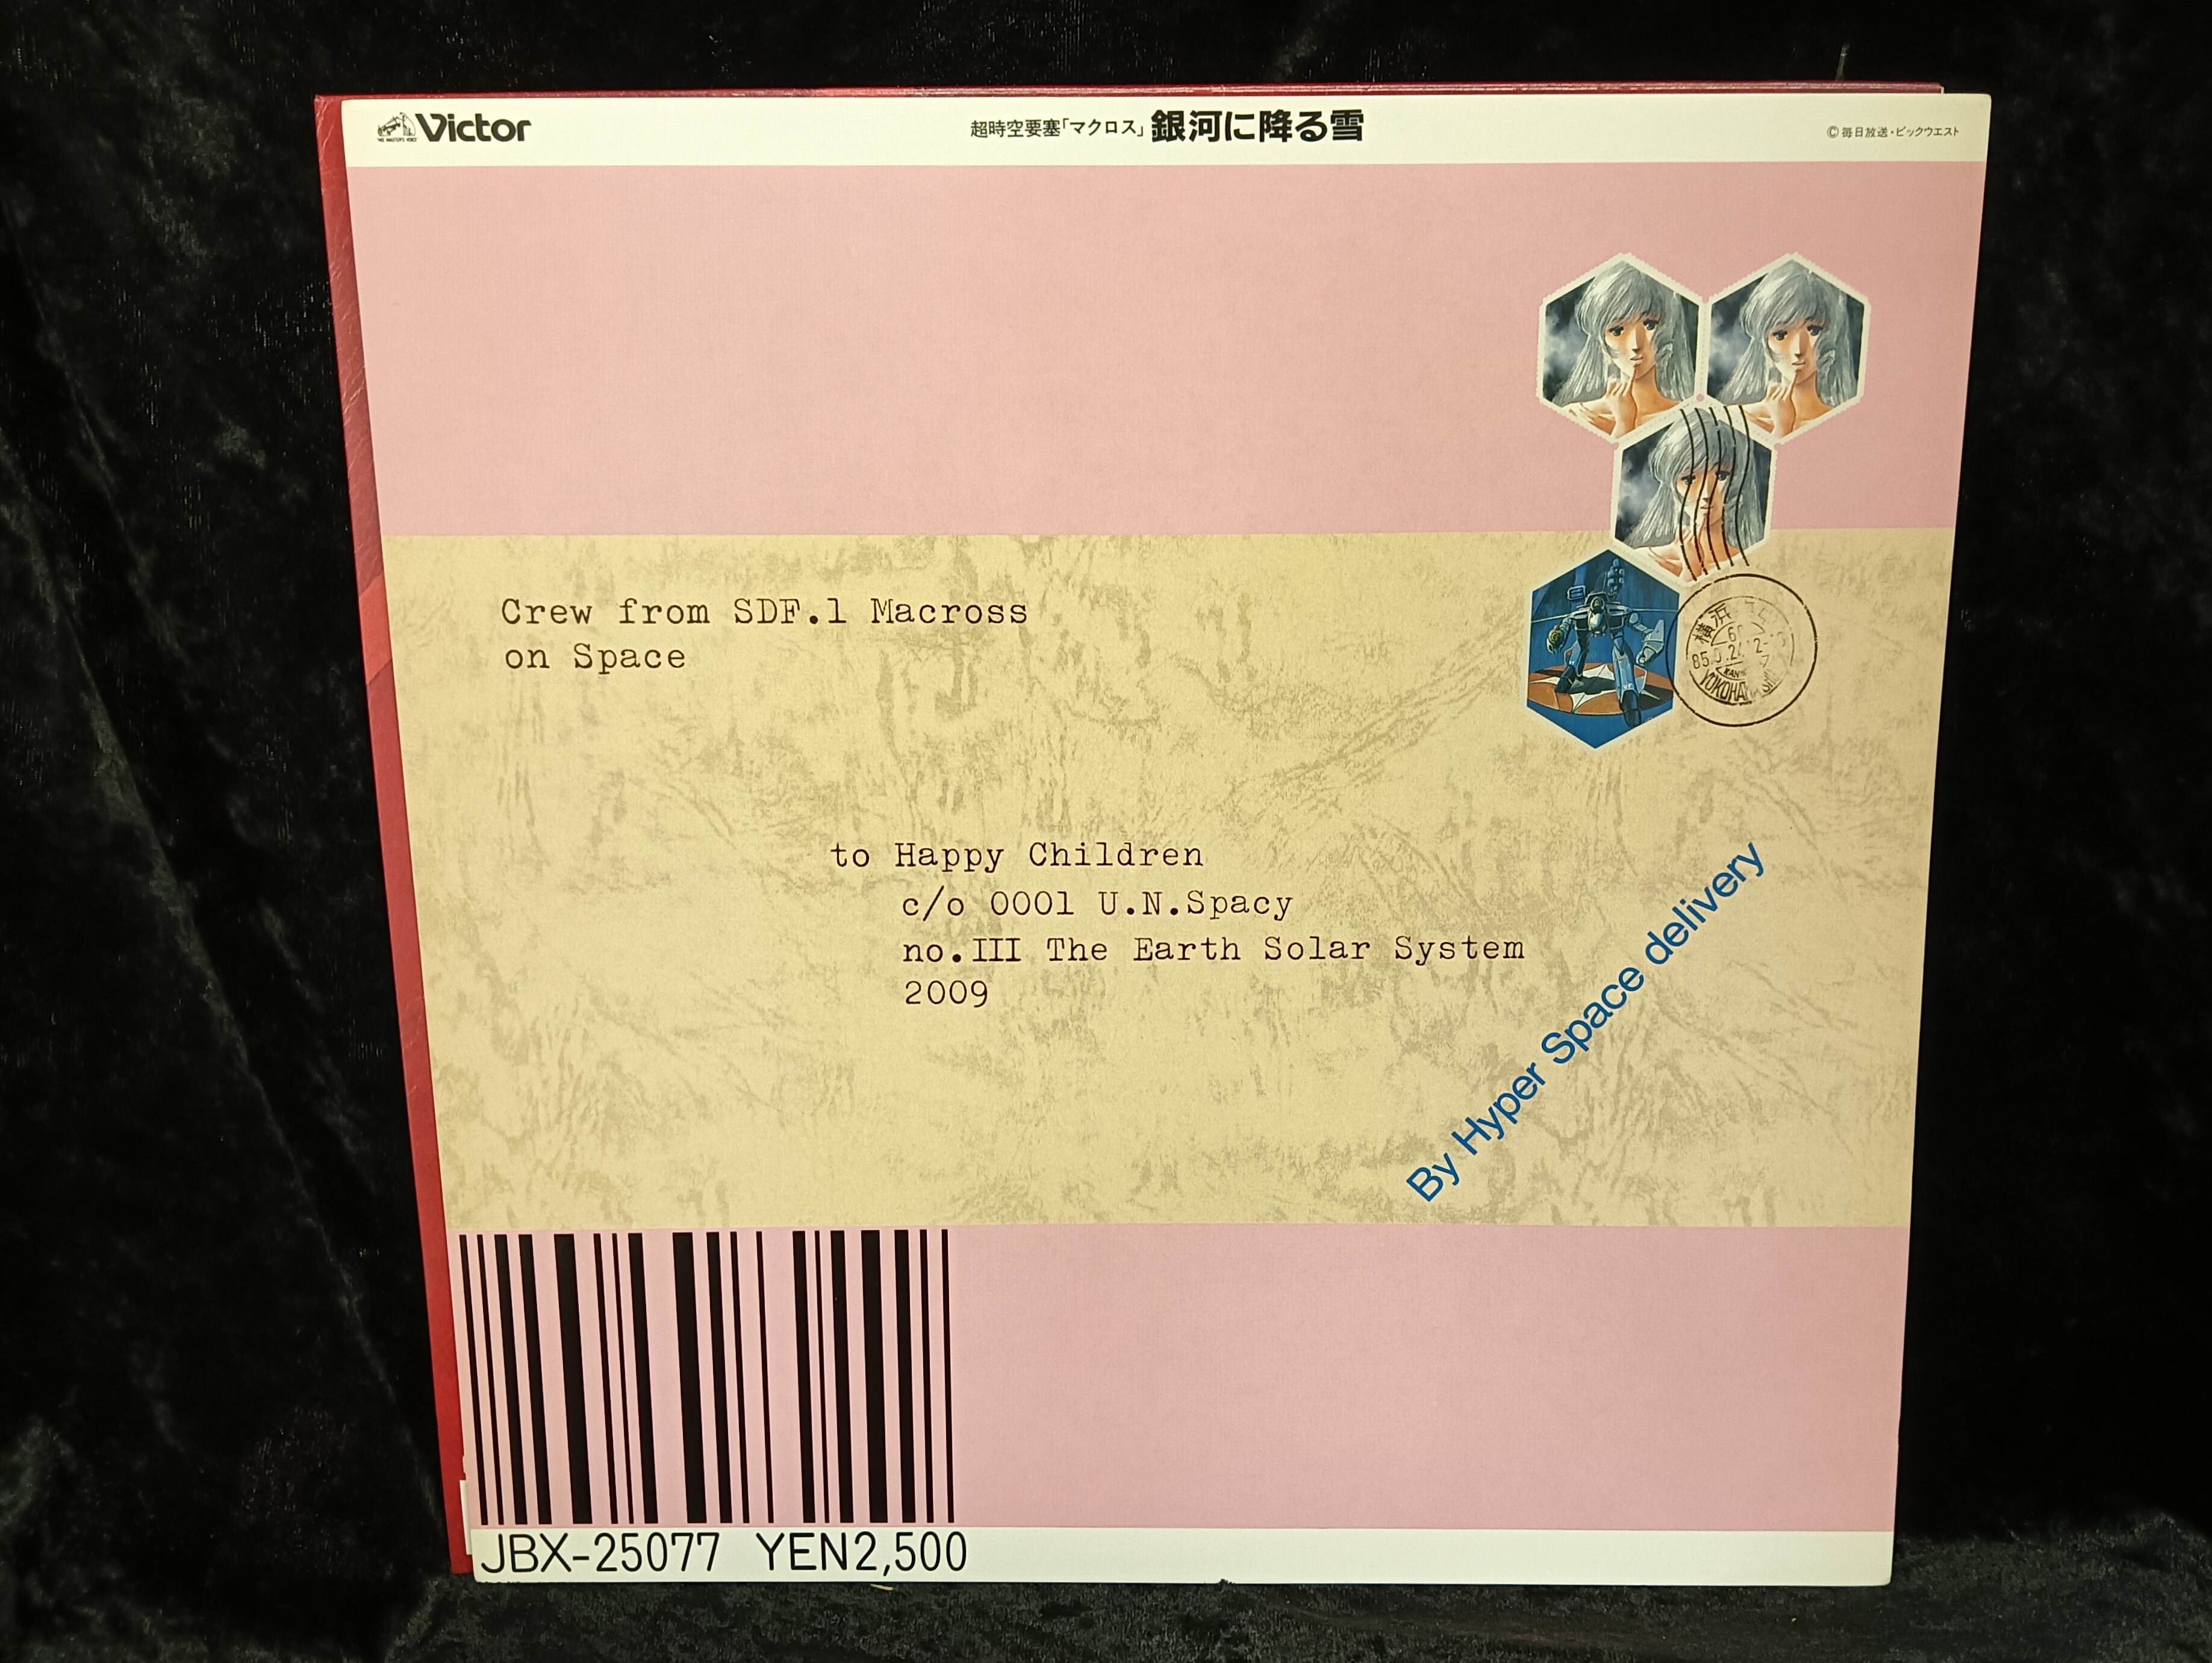 Victor
超時空要塞「マクロス」銀河に降る雪
©毎日放送・ビックウエスト
Crew from SDF.1 Macross
on Space
to Happy Children
c/o 0001 U.N.Spacy
no.III The Earth Solar System
2009
By Hyper Space delivery
横浜
JBX-25077 YEN2,500